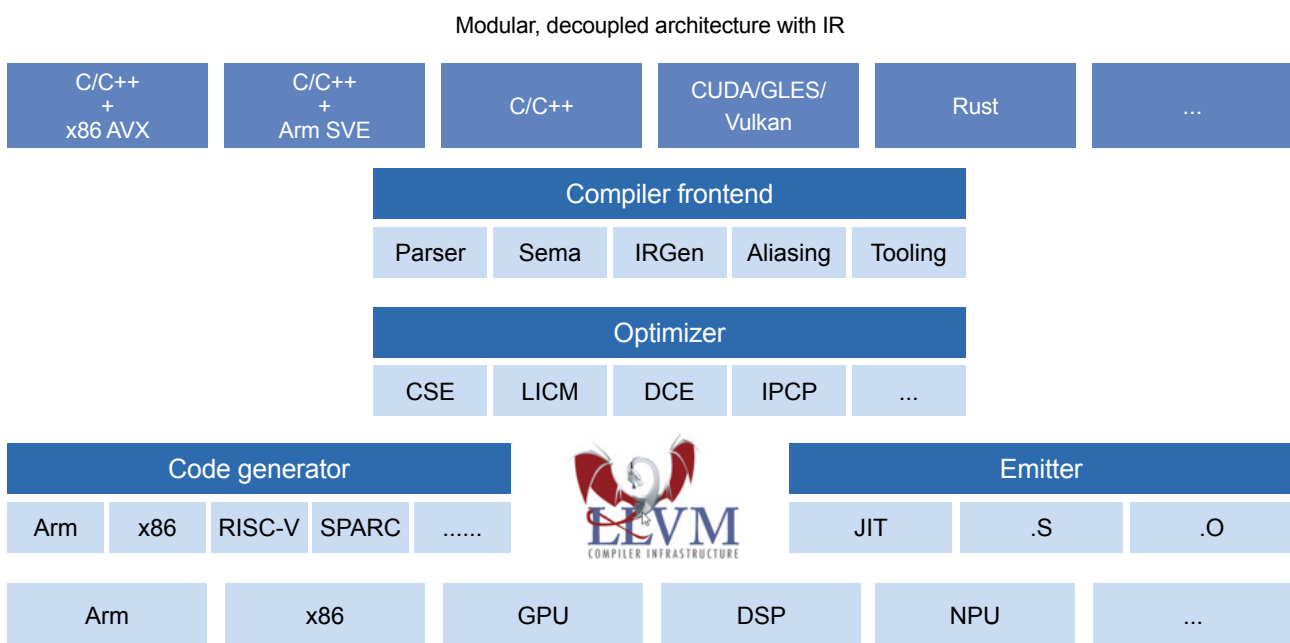 Modular, decoupled architecture with IR
C/C++
+
x86 AVX
C/C++
+
Arm SVE
C/C++
CUDA/GLES/
Vulkan
Rust
...
Compiler frontend
Parser Sema IRGen Aliasing Tooling
Optimizer
CSE LICM DCE IPCP ...
Code generator
Arm x86 RISC-V SPARC ......
LLVM
COMPILER INFRASTRUCTURE
Emitter
JIT .S .O
Arm x86 GPU DSP NPU ...